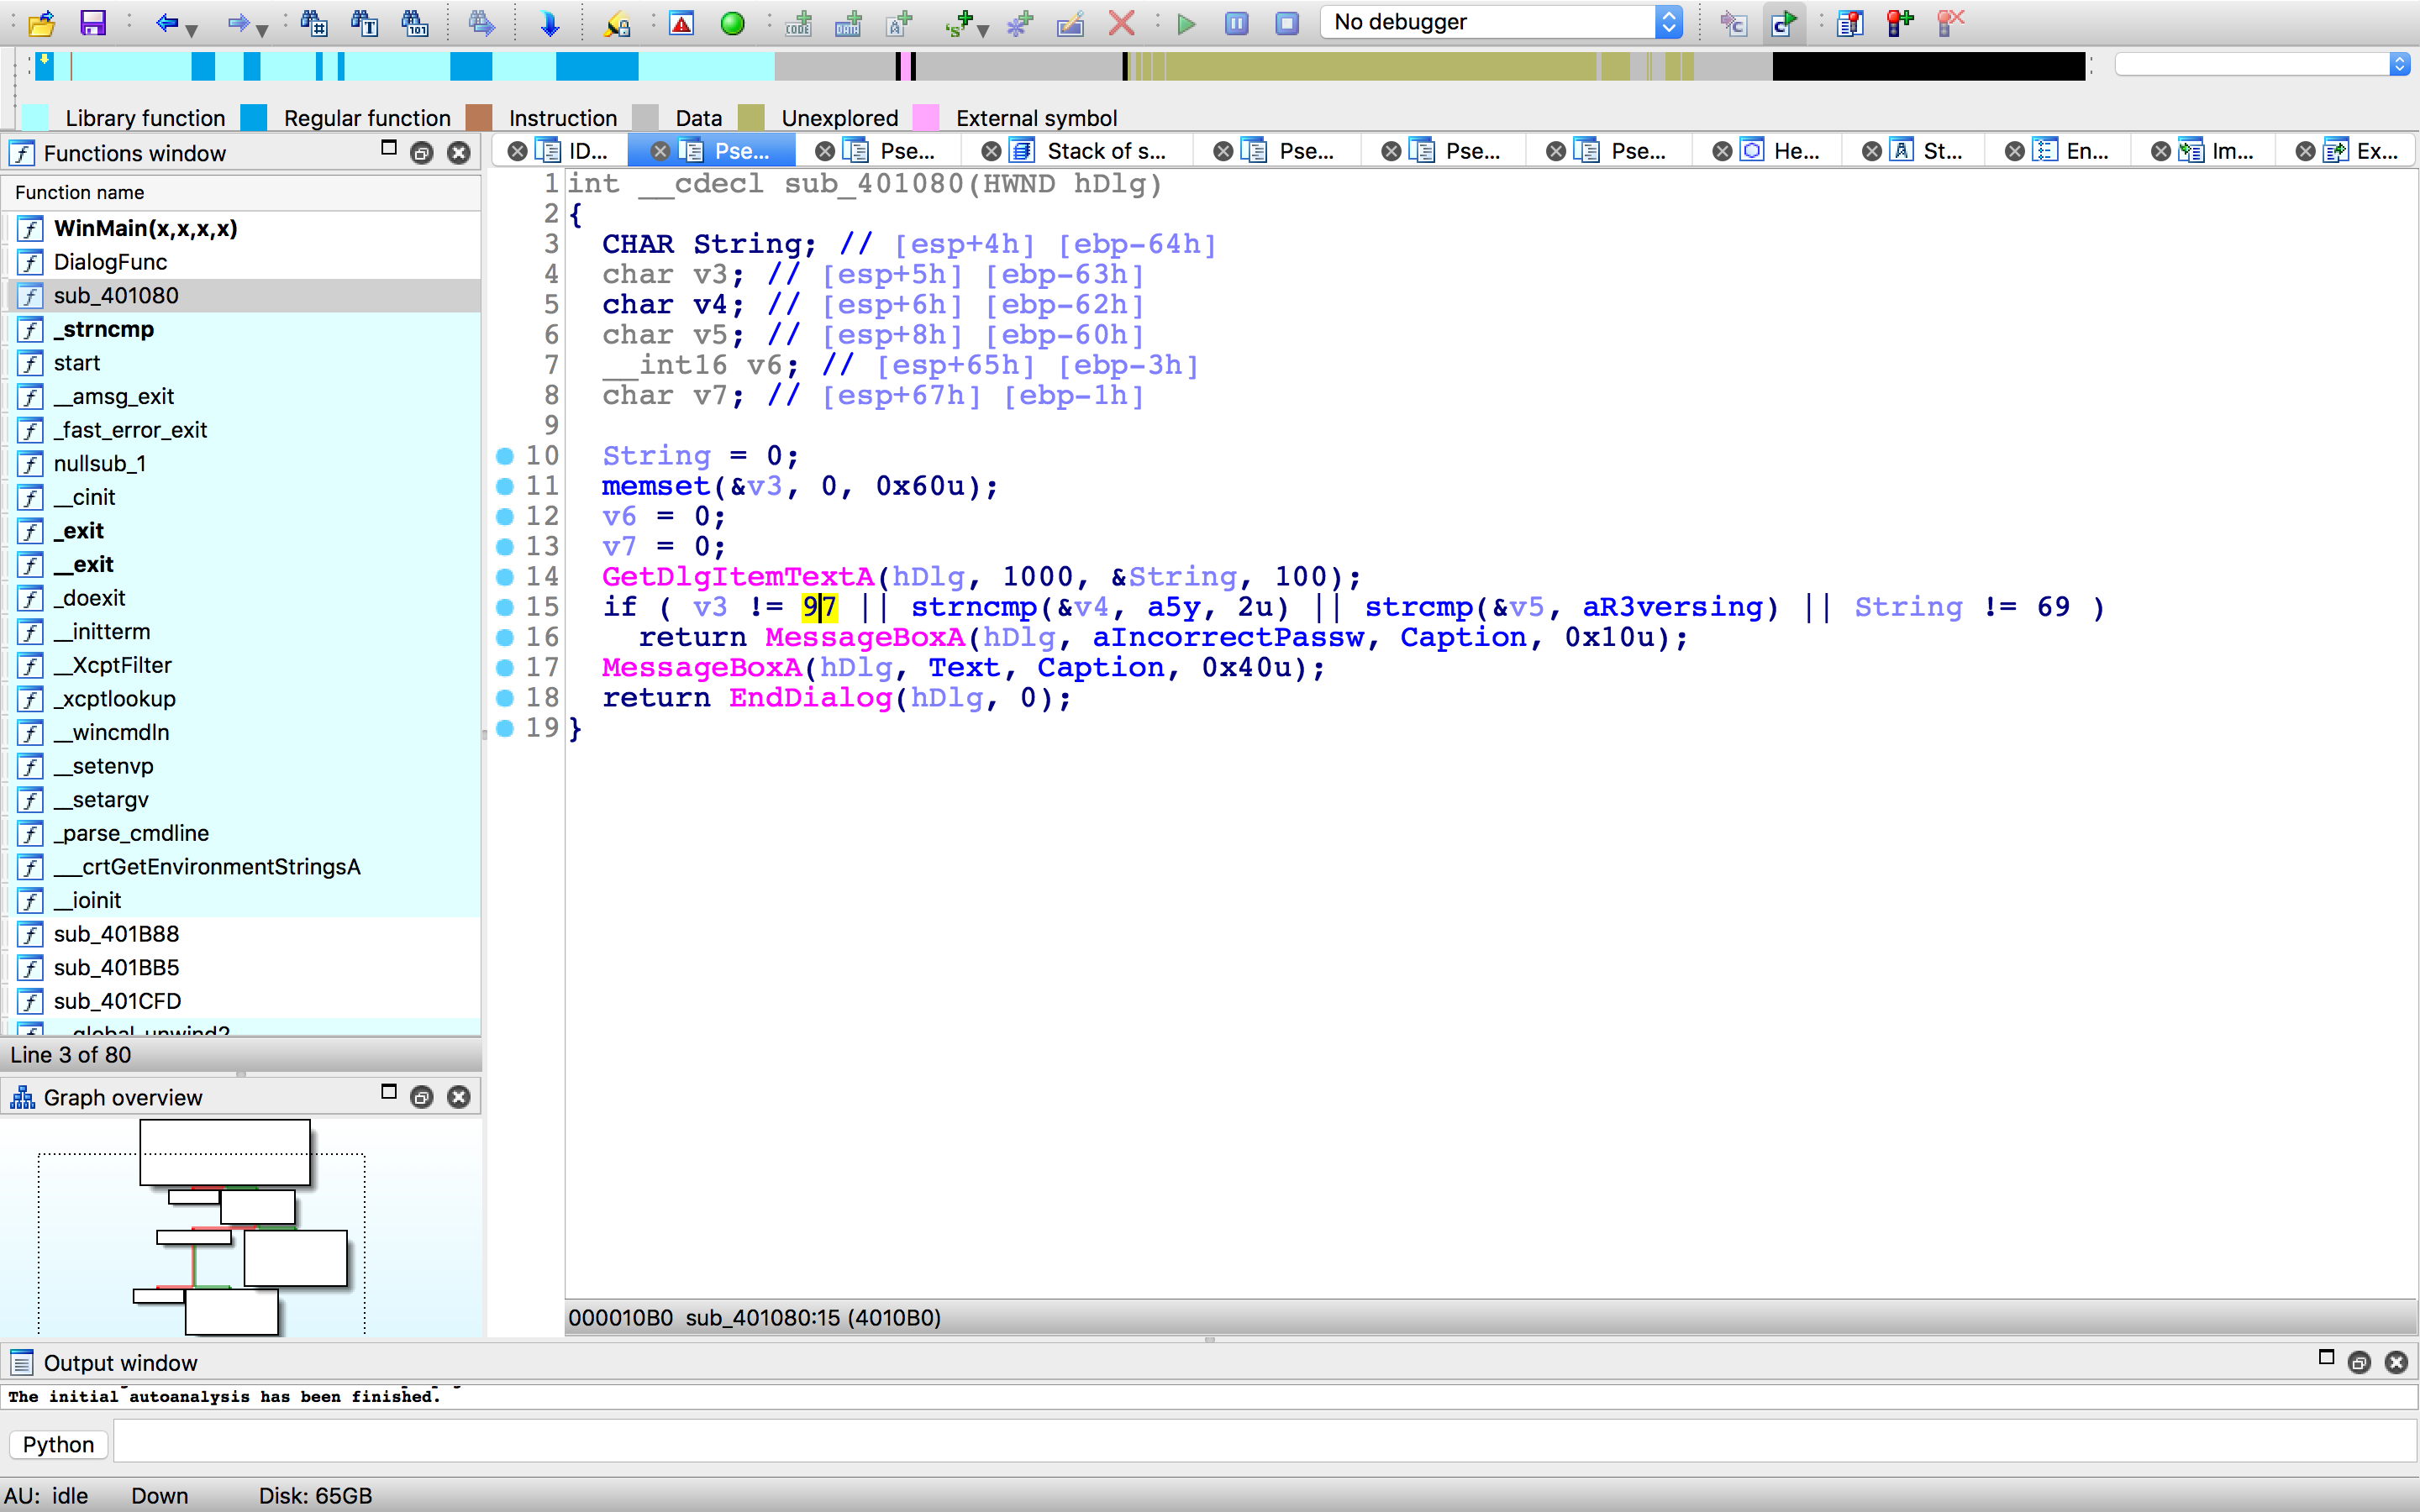 No debugger
Library function Regular function Instruction Data Unexplored External symbol
Functions window
Function name
WinMain(x,x,x,x)
DialogFunc
sub_401080
_strncmp
start
__amsg_exit
_fast_error_exit
nullsub_1
__cinit
_exit
__exit
_doexit
__initterm
__XcptFilter
_xcptlookup
__wincmdln
__setenvp
__setargv
_parse_cmdline
___crtGetEnvironmentStringsA
__ioinit
sub_401B88
sub_401BB5
sub_401CFD
__global_unwind2
Line 3 of 80
Graph overview
ID... Pse... Pse... Stack of s... Pse... Pse... Pse... He... St... En... Im... Ex...
1 int __cdecl sub_401080(HWND hDlg)
2 {
3 CHAR String; // [esp+4h] [ebp-64h]
4 char v3; // [esp+5h] [ebp-63h]
5 char v4; // [esp+6h] [ebp-62h]
6 char v5; // [esp+8h] [ebp-60h]
7 __int16 v6; // [esp+65h] [ebp-3h]
8 char v7; // [esp+67h] [ebp-1h]
9
10 String = 0;
11 memset(&v3, 0, 0x60u);
12 v6 = 0;
13 v7 = 0;
14 GetDlgItemTextA(hDlg, 1000, &String, 100);
15 if ( v3 != 97 || strncmp(&v4, a5y, 2u) || strcmp(&v5, aR3versing) || String != 69 )
16 return MessageBoxA(hDlg, aIncorrectPassw, Caption, 0x10u);
17 MessageBoxA(hDlg, Text, Caption, 0x40u);
18 return EndDialog(hDlg, 0);
19 }
000010B0 sub_401080:15 (4010B0)
Output window
The initial autoanalysis has been finished.
Python
AU: idle Down Disk: 65GB